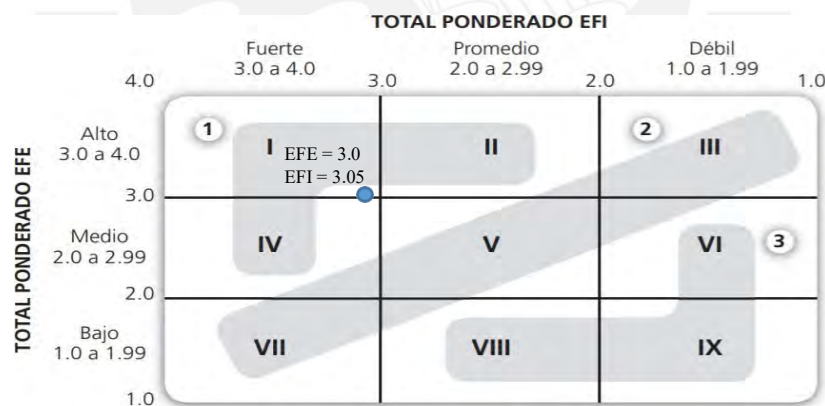 TOTAL PONDERADO EFI
Fuerte
3.0 a 4.0
Promedio
2.0 a 2.99
Débil
1.0 a 1.99
4.0
3.0
2.0
1.0
TOTAL PONDERADO EFE
Alto
3.0 a 4.0
1
I
EFE = 3.0
EFI = 3.05
II
2
III
3.0
Medio
2.0 a 2.99
IV
V
VI
3
2.0
Bajo
1.0 a 1.99
VII
VIII
IX
1.0